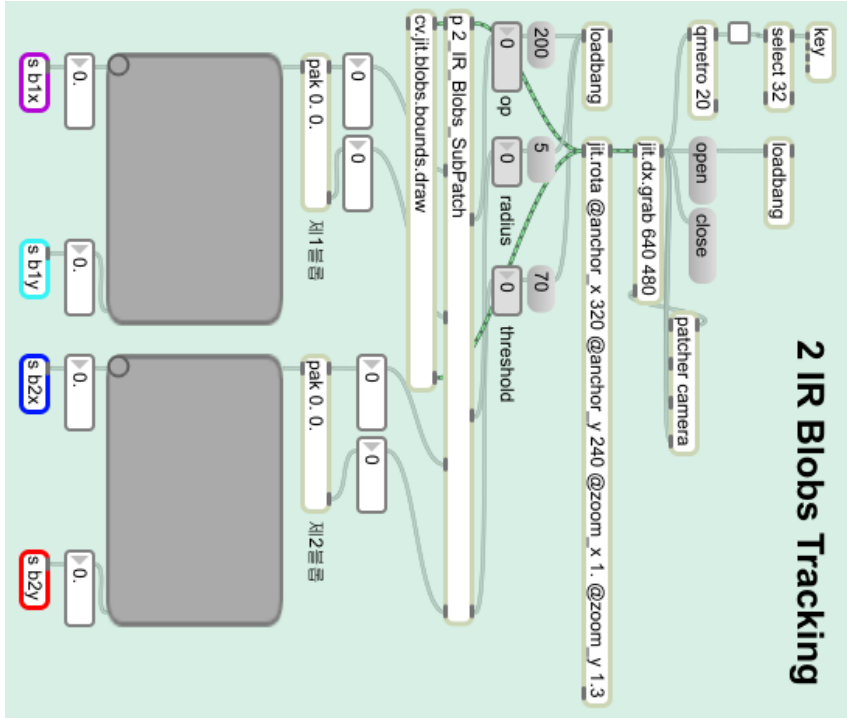 2 IR Blobs Tracking
key
loadbang
select 32
qmetro 20
open
close
patcher camera
jit.dx.grab 640 480
loadbang
jit.rota @anchor_x 320 @anchor_y 240 @zoom_x 1. @zoom_y 1.3
200
5
70
0
0
0
op
radius
threshold
p 2_IR_Blobs_SubPatch
cv.jit.blobs.bounds.draw
0
0
0
0
pak 0. 0.
제1블롭
pak 0. 0.
제2블롭
0.
0.
0.
0.
s b1x
s b1y
s b2x
s b2y